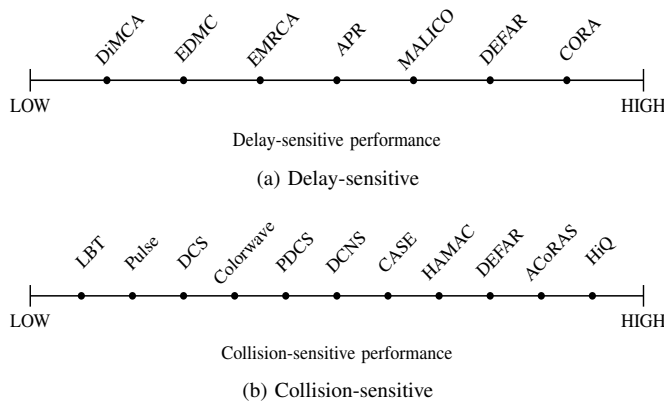 DiMCA EDMC EMRCA APR MALICO DEFAR CORA
LOW HIGH
Delay-sensitive performance
(a) Delay-sensitive
LBT Pulse DCS Colorwave PDCS DCNS CASE HAMAC DEFAR ACoRAS HiQ
LOW HIGH
Collision-sensitive performance
(b) Collision-sensitive